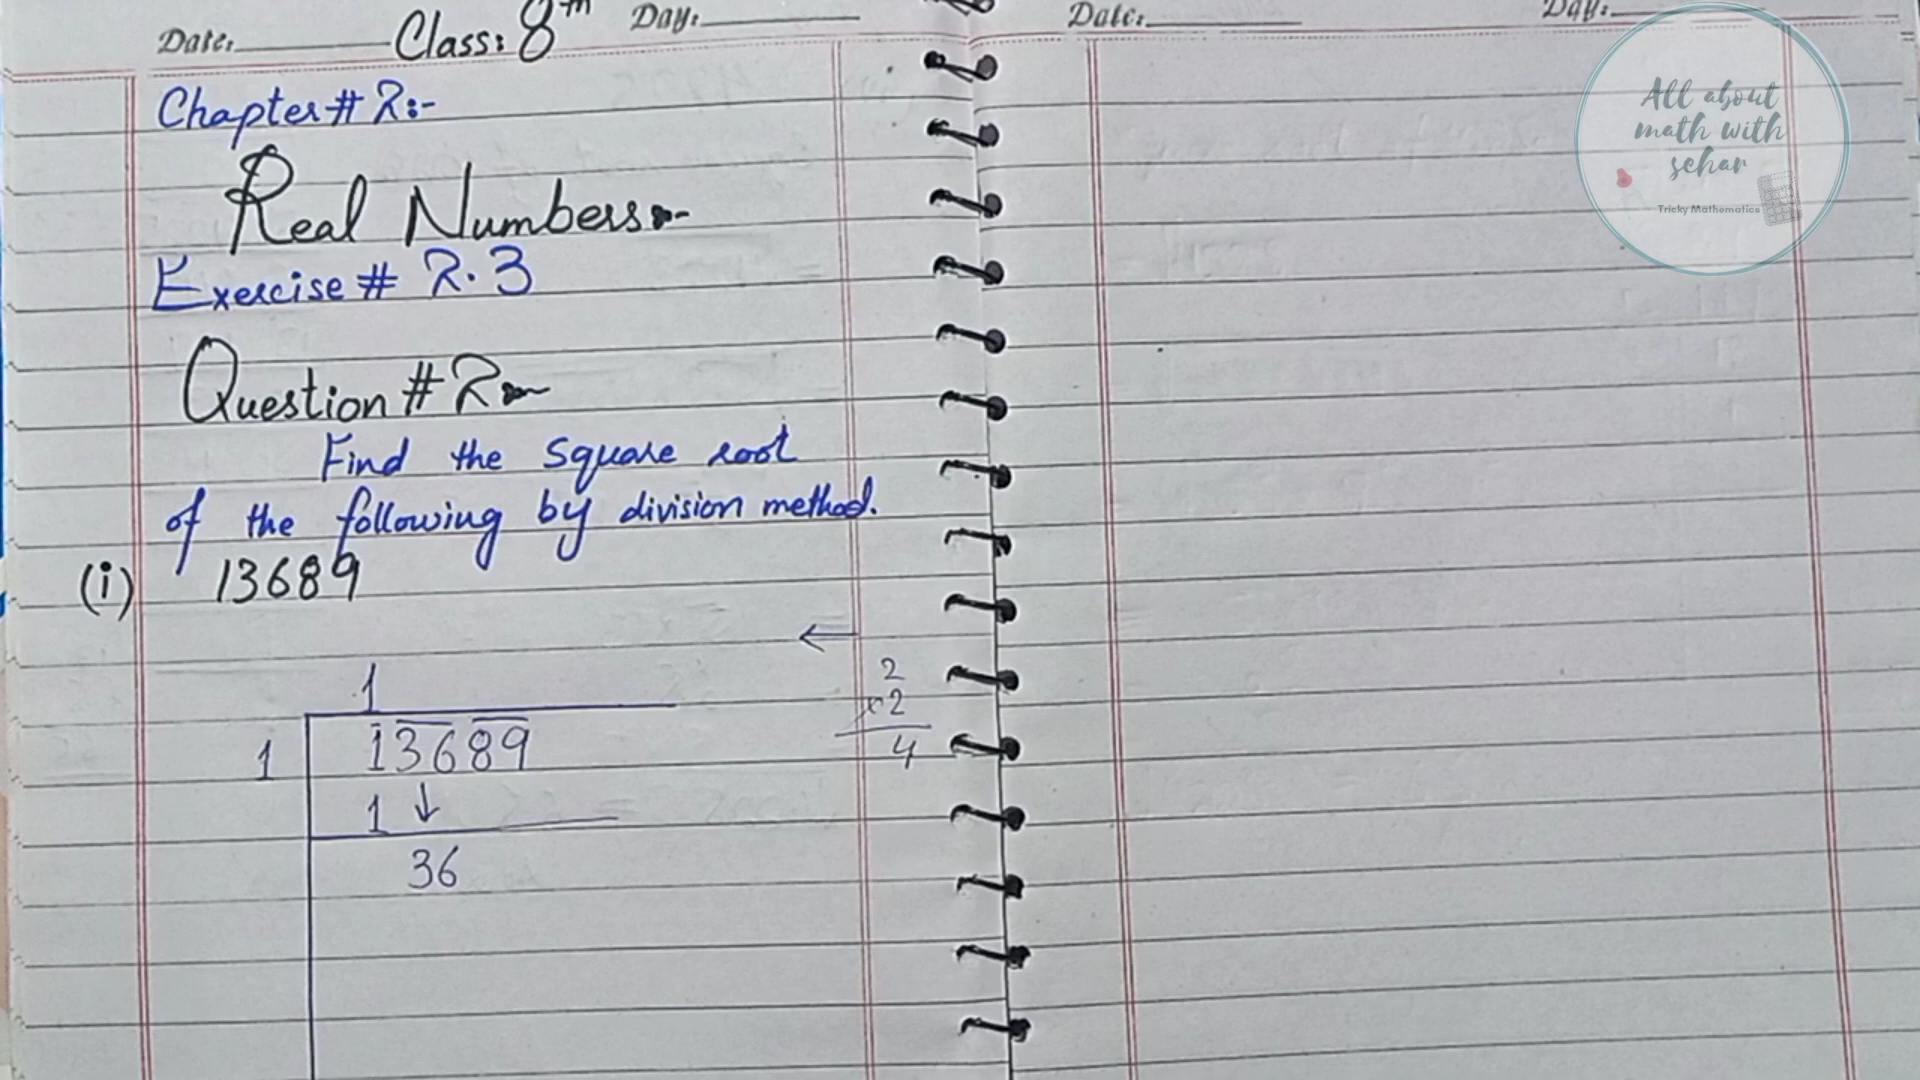 Date: Class: 8th Day:
Chapter # 2:-
Real Numbers:-
Exercise # 2.3
Question # 2:-
Find the square root
of the following by division method.
(i) 13689
1
1 13689
1 ↓
36
←
2
×2
4
Date: Day:
All about
math with
sehar
Tricky Mathematics